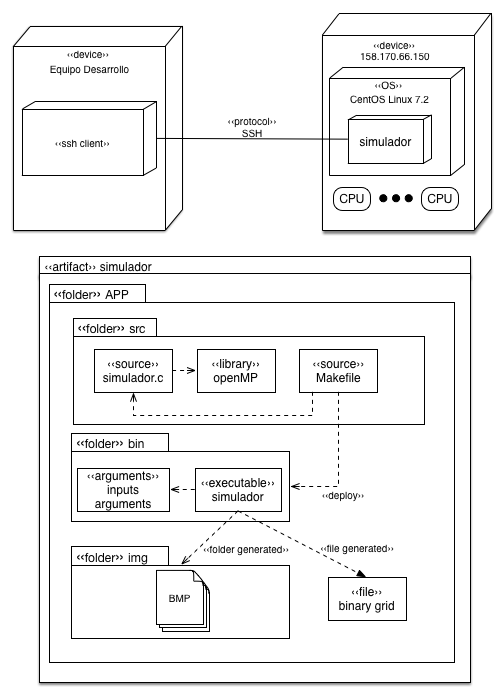 ‹‹device››
Equipo Desarrollo
‹‹ssh client››
‹‹protocol››
SSH
‹‹device››
158.170.66.150
‹‹OS››
CentOS Linux 7.2
simulador
CPU
CPU
‹‹artifact›› simulador
‹‹folder›› APP
‹‹folder›› src
‹‹source››
simulador.c
‹‹library››
openMP
‹‹source››
Makefile
‹‹folder›› bin
‹‹arguments››
inputs
arguments
‹‹executable››
simulador
‹‹deploy››
‹‹folder generated››
‹‹file generated››
‹‹folder›› img
BMP
‹‹file››
binary grid